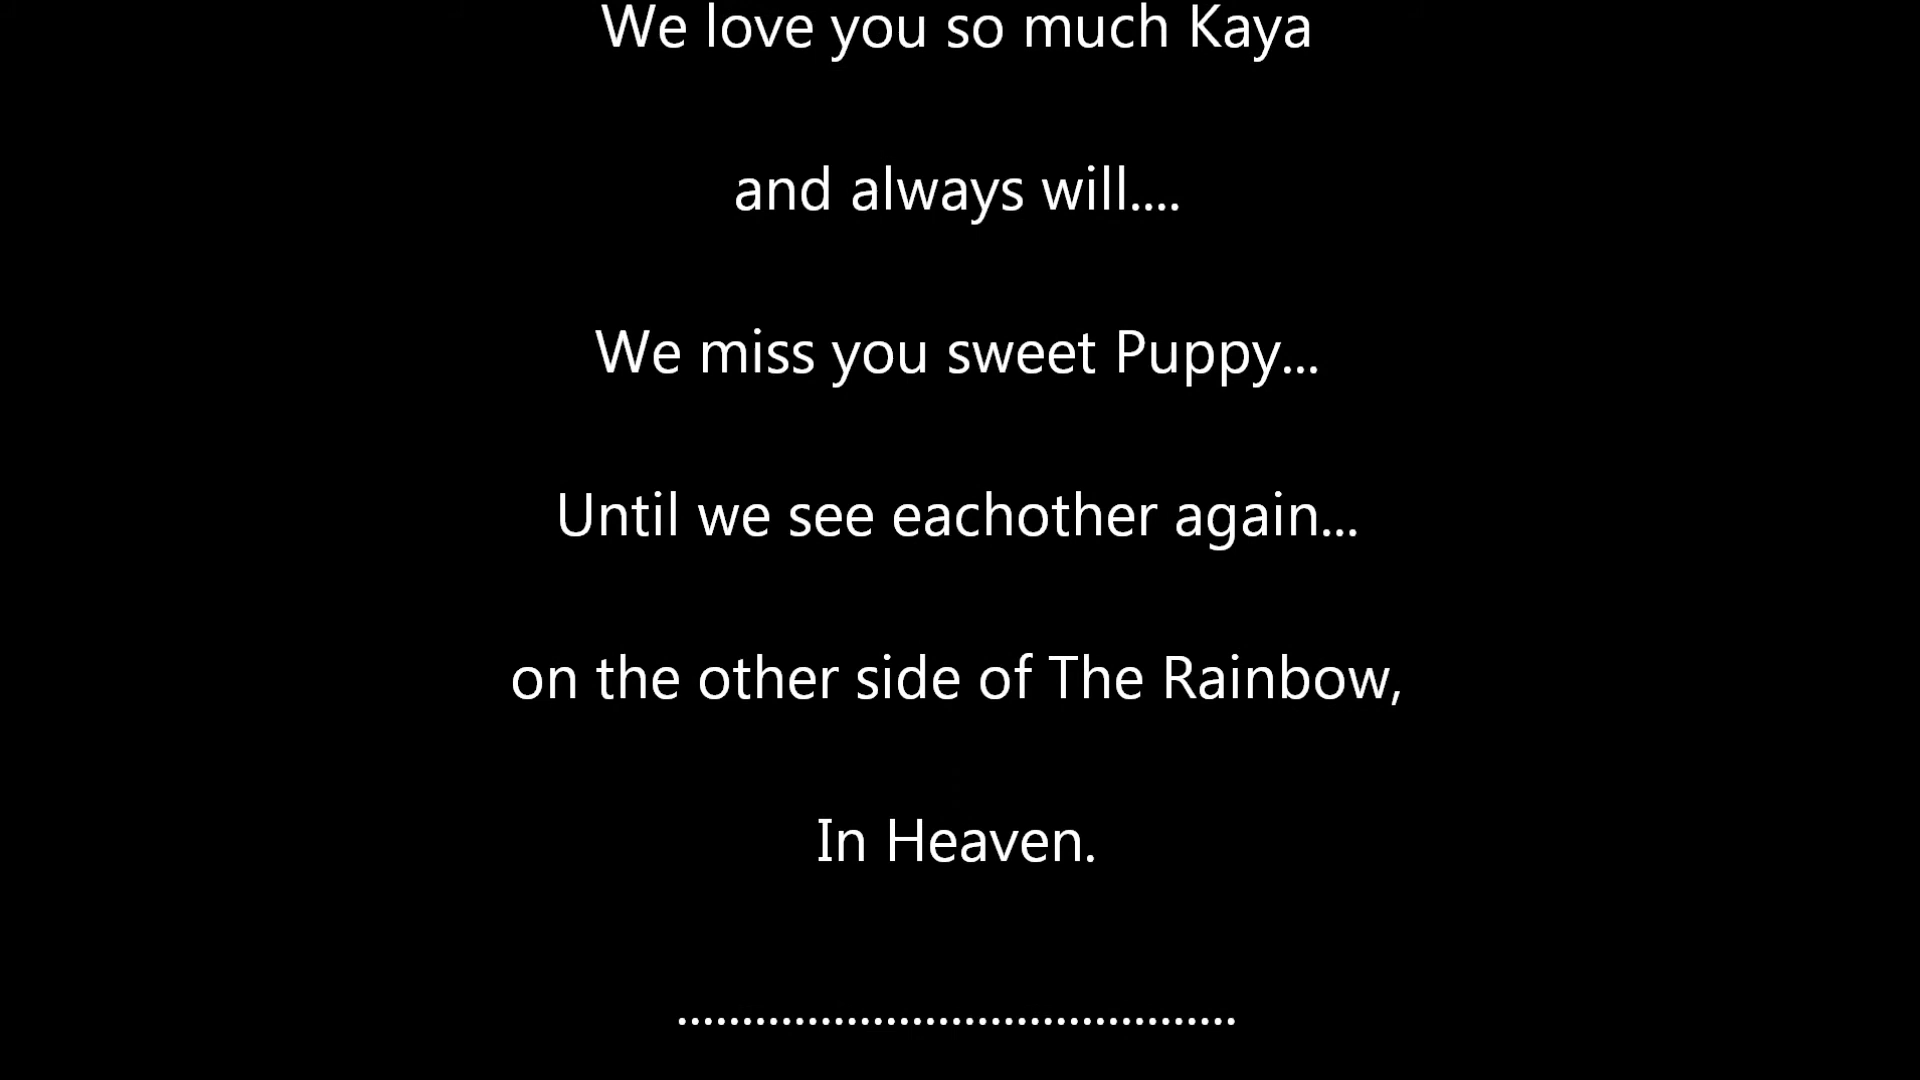 We love you so much Kaya
and always will....
We miss you sweet Puppy...
Until we see eachother again...
on the other side of The Rainbow,
In Heaven.
...........................................